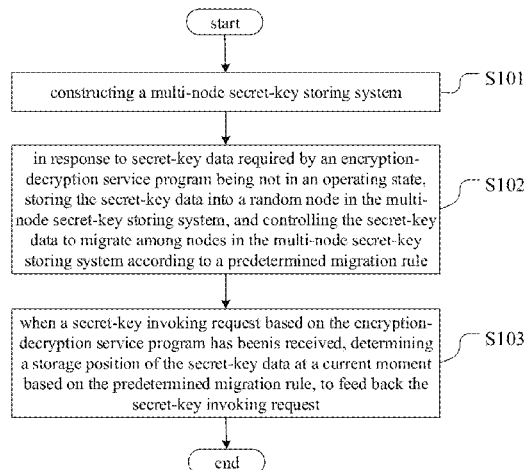 start
constructing a multi-node secret-key storing system
S101
in response to secret-key data required by an encryption-
decryption service program being not in an operating state,
storing the secret-key data into a random node in the multi-
node secret-key storing system, and controlling the secret-key
data to migrate among nodes in the multi-node secret-key
storing system according to a predetermined migration rule
S102
when a secret-key invoking request based on the encryption-
decryption service program has beenis received, determining
a storage position of the secret-key data at a current moment
based on the predetermined migration rule, to feed back the
secret-key invoking request
S103
end